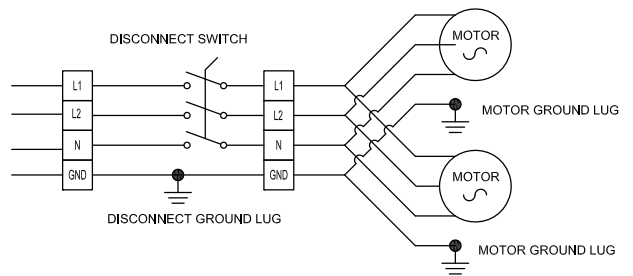 DISCONNECT SWITCH
MOTOR
L1
L1
L2
L2
MOTOR GROUND LUG
N
N
GND
GND
MOTOR
DISCONNECT GROUND LUG
MOTOR GROUND LUG